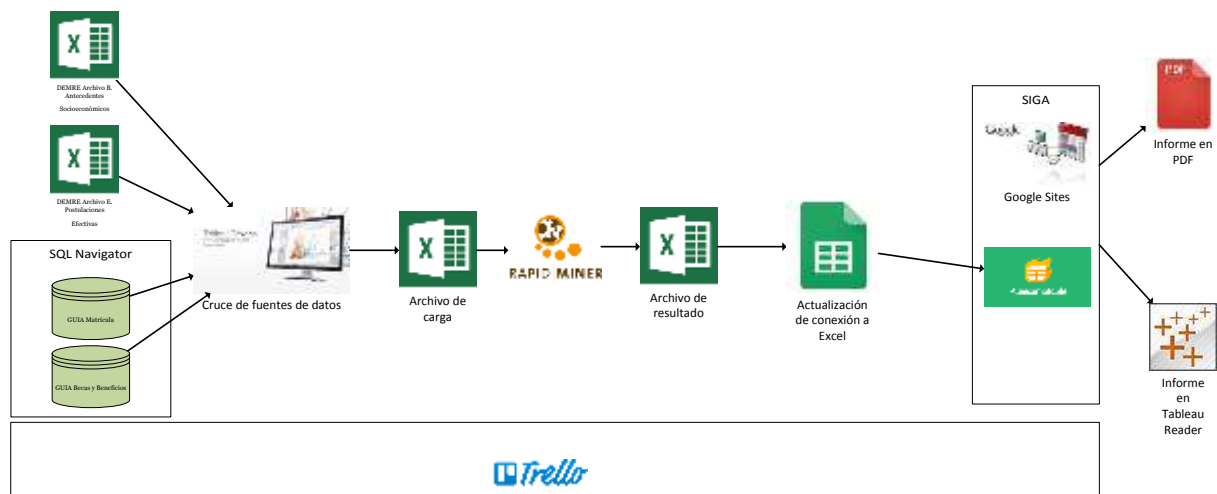 DEMRE Archivo B.
Antecedentes
Socioeconómicos
DEMRE Archivo E.
Postulaciones
Efectivas
SQL Navigator
GUIA Matrícula
GUIA Becas y Beneficios
Cruce de fuentes de datos
Archivo de
carga
RAPID MINER
Archivo de
resultado
Actualización
de conexión a
Excel
SIGA
Google Sites
PDF
Informe en
PDF
Informe
en
Tableau
Reader
Trello